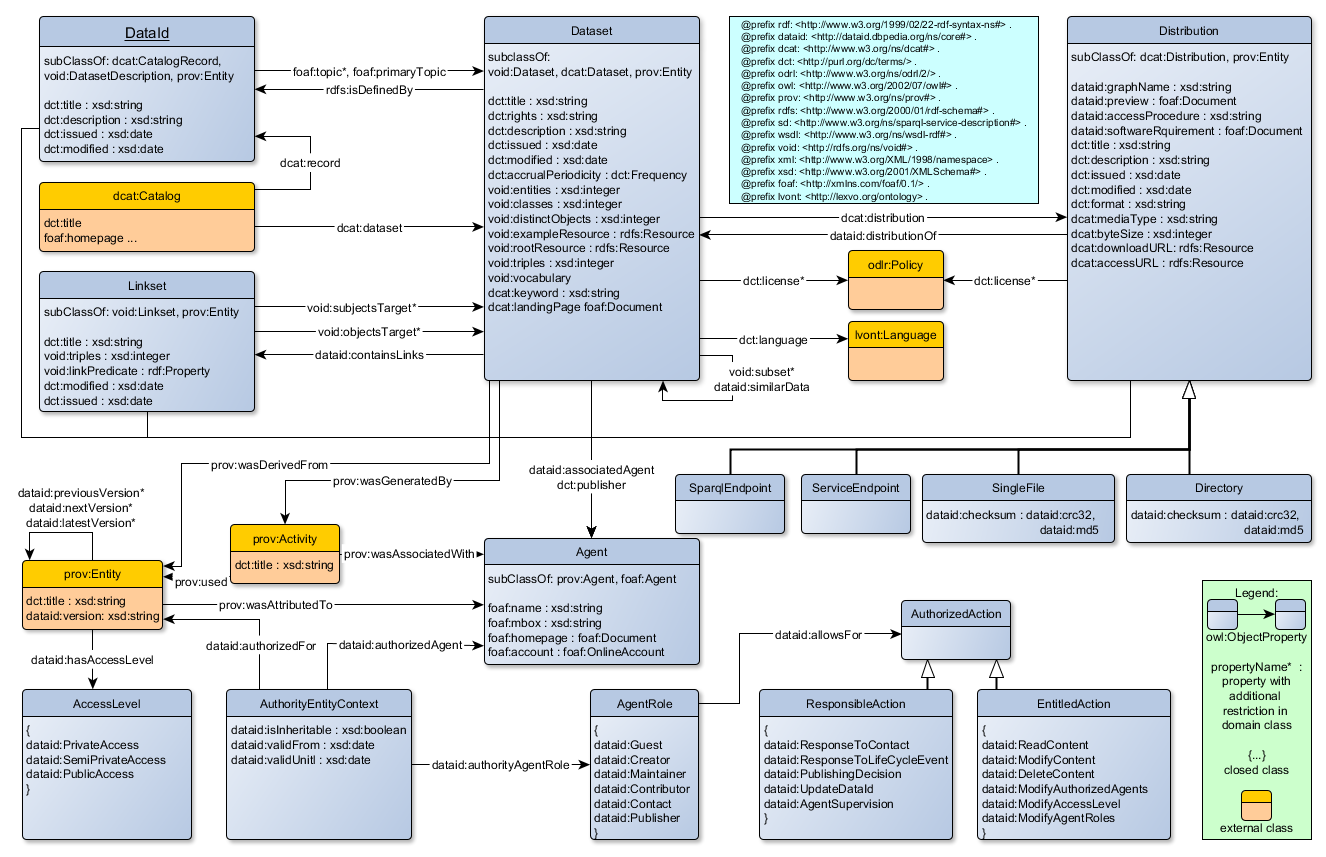 DataId
subClassOf: dcat:CatalogRecord,
void:DatasetDescription, prov:Entity
dct:title : xsd:string
dct:description : xsd:string
dct:issued : xsd:date
dct:modified : xsd:date
foaf:topic*, foaf:primaryTopic
rdfs:isDefinedBy
dcat:record
dcat:Catalog
dct:title
foaf:homepage ...
dcat:dataset
Linkset
subClassOf: void:Linkset, prov:Entity
dct:title : xsd:string
void:triples : xsd:integer
void:linkPredicate : rdf:Property
dct:modified : xsd:date
dct:issued : xsd:date
void:subjectsTarget*
void:objectsTarget*
dataid:containsLinks
Dataset
subclassOf:
void:Dataset, dcat:Dataset, prov:Entity
dct:title : xsd:string
dct:rights : xsd:string
dct:description : xsd:string
dct:issued : xsd:date
dct:modified : xsd:date
dct:accrualPeriodicity : dct:Frequency
void:entities : xsd:integer
void:classes : xsd:integer
void:distinctObjects : xsd:integer
void:exampleResource : rdfs:Resource
void:rootResource : rdfs:Resource
void:triples : xsd:integer
void:vocabulary
dcat:keyword : xsd:string
dcat:landingPage foaf:Document
@prefix rdf: <http://www.w3.org/1999/02/22-rdf-syntax-ns#> .
@prefix dataid: <http://dataid.dbpedia.org/ns/core#> .
@prefix dcat: <http://www.w3.org/ns/dcat#> .
@prefix dct: <http://purl.org/dc/terms/> .
@prefix odrl: <http://www.w3.org/ns/odrl/2/> .
@prefix owl: <http://www.w3.org/2002/07/owl#> .
@prefix prov: <http://www.w3.org/ns/prov#> .
@prefix rdfs: <http://www.w3.org/2000/01/rdf-schema#> .
@prefix sd: <http://www.w3.org/ns/sparql-service-description#> .
@prefix wsdl: <http://www.w3.org/ns/wsdl-rdf#> .
@prefix void: <http://rdfs.org/ns/void#> .
@prefix xml: <http://www.w3.org/XML/1998/namespace> .
@prefix xsd: <http://www.w3.org/2001/XMLSchema#> .
@prefix foaf: <http://xmlns.com/foaf/0.1/> .
@prefix lvont: <http://lexvo.org/ontology> .
dcat:distribution
dataid:distributionOf
dct:license*
odlr:Policy
dct:license*
dct:language
lvont:Language
void:subset*
dataid:similarData
Distribution
subClassOf: dcat:Distribution, prov:Entity
dataid:graphName : xsd:string
dataid:preview : foaf:Document
dataid:accessProcedure : xsd:string
dataid:softwareRquirement : foaf:Document
dct:title : xsd:string
dct:description : xsd:string
dct:issued : xsd:date
dct:modified : xsd:date
dct:format : xsd:string
dcat:mediaType : xsd:string
dcat:byteSize : xsd:integer
dcat:downloadURL: rdfs:Resource
dcat:accessURL : rdfs:Resource
prov:wasDerivedFrom
prov:wasGeneratedBy
dataid:associatedAgent
dct:publisher
SparqlEndpoint
ServiceEndpoint
SingleFile
dataid:checksum : dataid:crc32,
dataid:md5
Directory
dataid:checksum : dataid:crc32,
dataid:md5
dataid:previousVersion*
dataid:nextVersion*
dataid:latestVersion*
prov:Entity
dct:title : xsd:string
dataid:version: xsd:string
prov:Activity
dct:title : xsd:string
prov:used
prov:wasAssociatedWith
prov:wasAttributedTo
dataid:authorizedFor
dataid:authorizedAgent
dataid:hasAccessLevel
Agent
subClassOf: prov:Agent, foaf:Agent
foaf:name : xsd:string
foaf:mbox : xsd:string
foaf:homepage : foaf:Document
foaf:account : foaf:OnlineAccount
dataid:allowsFor
AuthorizedAction
AccessLevel
{
dataid:PrivateAccess
dataid:SemiPrivateAccess
dataid:PublicAccess
}
AuthorityEntityContext
dataid:isInheritable : xsd:boolean
dataid:validFrom : xsd:date
dataid:validUnitl : xsd:date
dataid:authorityAgentRole
AgentRole
{
dataid:Guest
dataid:Creator
dataid:Maintainer
dataid:Contributor
dataid:Contact
dataid:Publisher
}
ResponsibleAction
{
dataid:ResponseToContact
dataid:ResponseToLifeCycleEvent
dataid:PublishingDecision
dataid:UpdateDataId
dataid:AgentSupervision
}
EntitledAction
{
dataid:ReadContent
dataid:ModifyContent
dataid:DeleteContent
dataid:ModifyAuthorizedAgents
dataid:ModifyAccessLevel
dataid:ModifyAgentRoles
}
Legend:
owl:ObjectProperty
propertyName* :
property with
additional
restriction in
domain class
{...}
closed class
external class